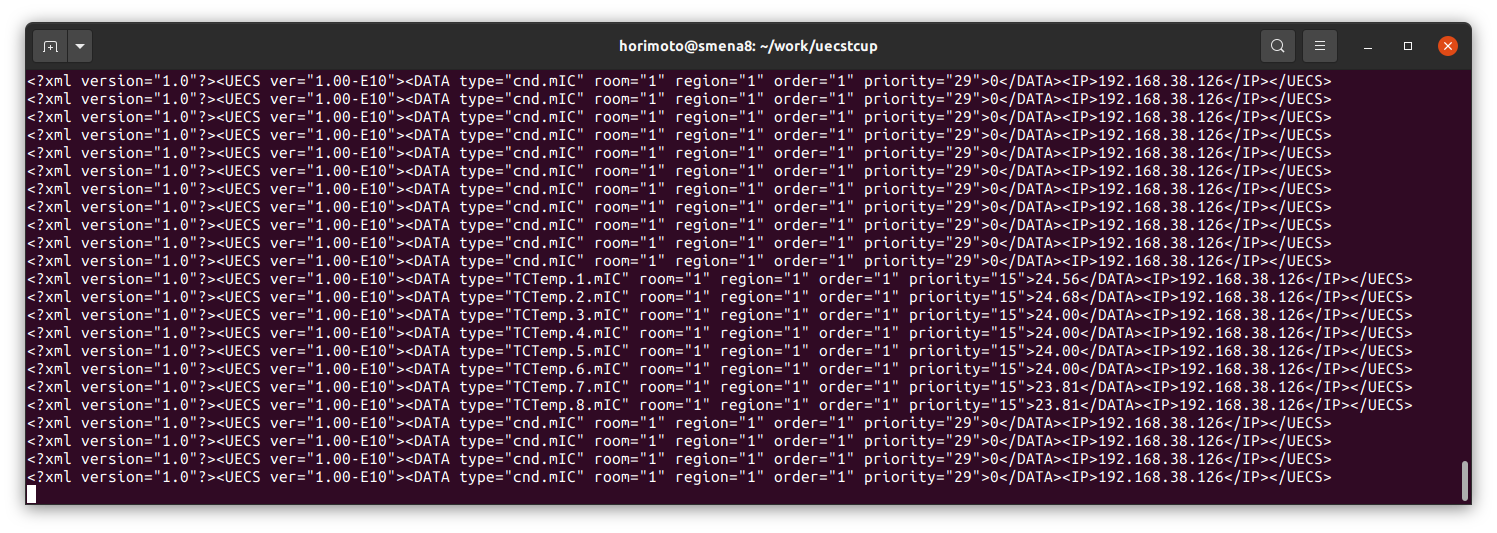 horimoto@smena8: ~/work/uecstcup
<?xml version="1.0"?><UECS ver="1.00-E10"><DATA type="cnd.mIC" room="1" region="1" order="1" priority="29">0</DATA><IP>192.168.38.126</IP></UECS>
<?xml version="1.0"?><UECS ver="1.00-E10"><DATA type="cnd.mIC" room="1" region="1" order="1" priority="29">0</DATA><IP>192.168.38.126</IP></UECS>
<?xml version="1.0"?><UECS ver="1.00-E10"><DATA type="cnd.mIC" room="1" region="1" order="1" priority="29">0</DATA><IP>192.168.38.126</IP></UECS>
<?xml version="1.0"?><UECS ver="1.00-E10"><DATA type="cnd.mIC" room="1" region="1" order="1" priority="29">0</DATA><IP>192.168.38.126</IP></UECS>
<?xml version="1.0"?><UECS ver="1.00-E10"><DATA type="cnd.mIC" room="1" region="1" order="1" priority="29">0</DATA><IP>192.168.38.126</IP></UECS>
<?xml version="1.0"?><UECS ver="1.00-E10"><DATA type="cnd.mIC" room="1" region="1" order="1" priority="29">0</DATA><IP>192.168.38.126</IP></UECS>
<?xml version="1.0"?><UECS ver="1.00-E10"><DATA type="cnd.mIC" room="1" region="1" order="1" priority="29">0</DATA><IP>192.168.38.126</IP></UECS>
<?xml version="1.0"?><UECS ver="1.00-E10"><DATA type="cnd.mIC" room="1" region="1" order="1" priority="29">0</DATA><IP>192.168.38.126</IP></UECS>
<?xml version="1.0"?><UECS ver="1.00-E10"><DATA type="cnd.mIC" room="1" region="1" order="1" priority="29">0</DATA><IP>192.168.38.126</IP></UECS>
<?xml version="1.0"?><UECS ver="1.00-E10"><DATA type="cnd.mIC" room="1" region="1" order="1" priority="29">0</DATA><IP>192.168.38.126</IP></UECS>
<?xml version="1.0"?><UECS ver="1.00-E10"><DATA type="cnd.mIC" room="1" region="1" order="1" priority="29">0</DATA><IP>192.168.38.126</IP></UECS>
<?xml version="1.0"?><UECS ver="1.00-E10"><DATA type="TCTemp.1.mIC" room="1" region="1" order="1" priority="15">24.56</DATA><IP>192.168.38.126</IP></UECS>
<?xml version="1.0"?><UECS ver="1.00-E10"><DATA type="TCTemp.2.mIC" room="1" region="1" order="1" priority="15">24.68</DATA><IP>192.168.38.126</IP></UECS>
<?xml version="1.0"?><UECS ver="1.00-E10"><DATA type="TCTemp.3.mIC" room="1" region="1" order="1" priority="15">24.00</DATA><IP>192.168.38.126</IP></UECS>
<?xml version="1.0"?><UECS ver="1.00-E10"><DATA type="TCTemp.4.mIC" room="1" region="1" order="1" priority="15">24.00</DATA><IP>192.168.38.126</IP></UECS>
<?xml version="1.0"?><UECS ver="1.00-E10"><DATA type="TCTemp.5.mIC" room="1" region="1" order="1" priority="15">24.00</DATA><IP>192.168.38.126</IP></UECS>
<?xml version="1.0"?><UECS ver="1.00-E10"><DATA type="TCTemp.6.mIC" room="1" region="1" order="1" priority="15">24.00</DATA><IP>192.168.38.126</IP></UECS>
<?xml version="1.0"?><UECS ver="1.00-E10"><DATA type="TCTemp.7.mIC" room="1" region="1" order="1" priority="15">23.81</DATA><IP>192.168.38.126</IP></UECS>
<?xml version="1.0"?><UECS ver="1.00-E10"><DATA type="TCTemp.8.mIC" room="1" region="1" order="1" priority="15">23.81</DATA><IP>192.168.38.126</IP></UECS>
<?xml version="1.0"?><UECS ver="1.00-E10"><DATA type="cnd.mIC" room="1" region="1" order="1" priority="29">0</DATA><IP>192.168.38.126</IP></UECS>
<?xml version="1.0"?><UECS ver="1.00-E10"><DATA type="cnd.mIC" room="1" region="1" order="1" priority="29">0</DATA><IP>192.168.38.126</IP></UECS>
<?xml version="1.0"?><UECS ver="1.00-E10"><DATA type="cnd.mIC" room="1" region="1" order="1" priority="29">0</DATA><IP>192.168.38.126</IP></UECS>
<?xml version="1.0"?><UECS ver="1.00-E10"><DATA type="cnd.mIC" room="1" region="1" order="1" priority="29">0</DATA><IP>192.168.38.126</IP></UECS>